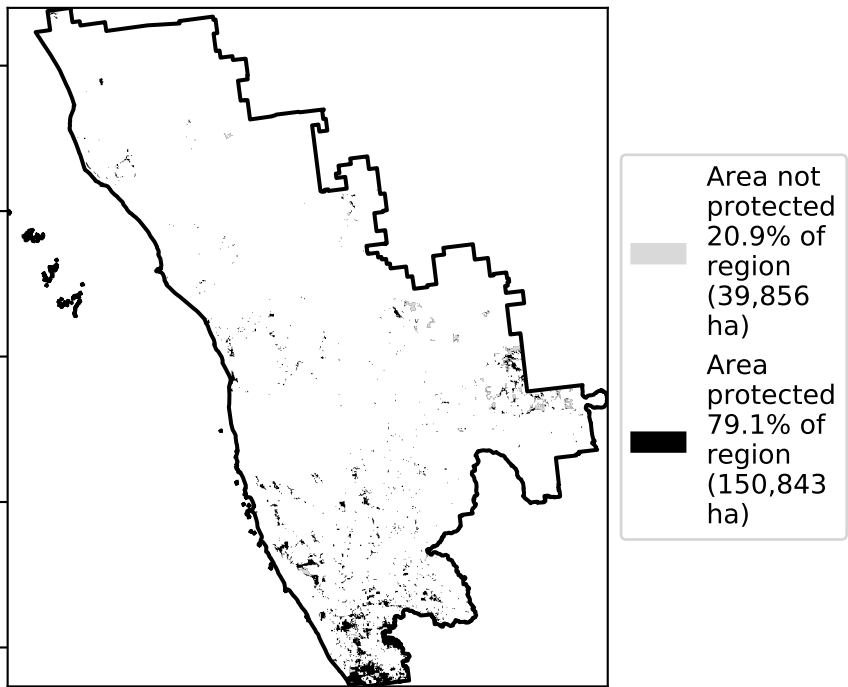 Area not
protected
20.9% of
region
(39,856
ha)
Area
protected
79.1% of
region
(150,843
ha)